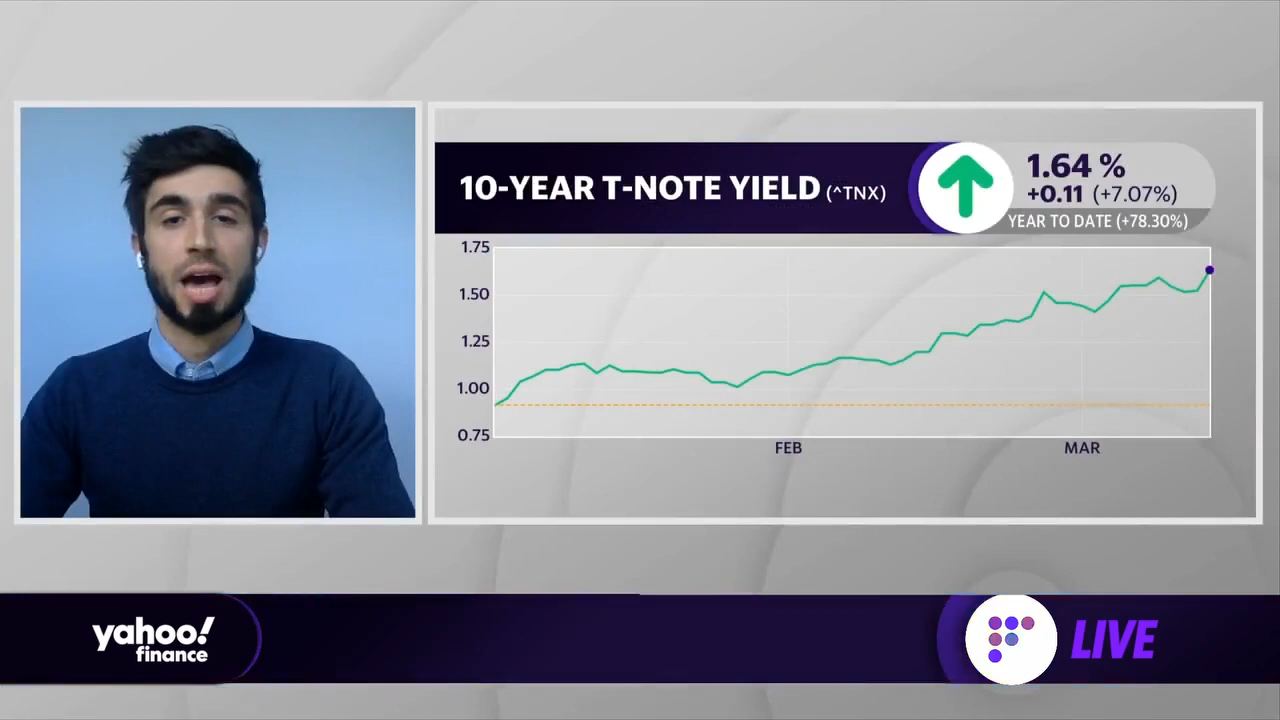 10-YEAR T-NOTE YIELD (^TNX)
1.64 %
+0.11 (+7.07%)
YEAR TO DATE (+78.30%)
1.75
1.50
1.25
1.00
0.75
FEB MAR
yahoo!
finance
LIVE